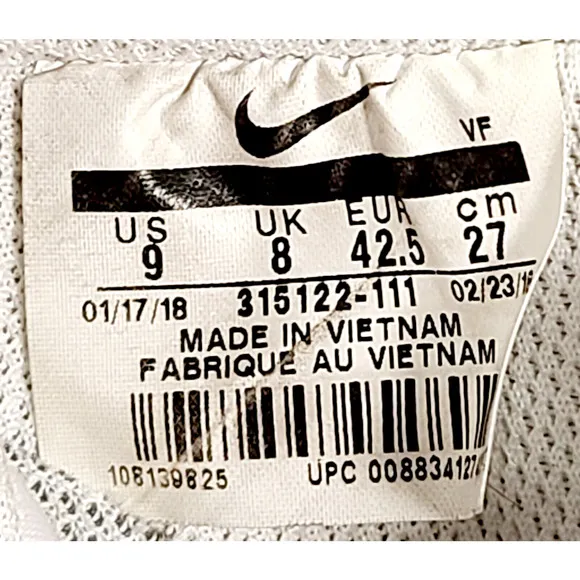 VF
US UK EUR cm
9 8 42.5 27
01/17/18 315122-111
MADE IN VIETNAM
FABRIQUE AU VIETNAM
108139825 UPC